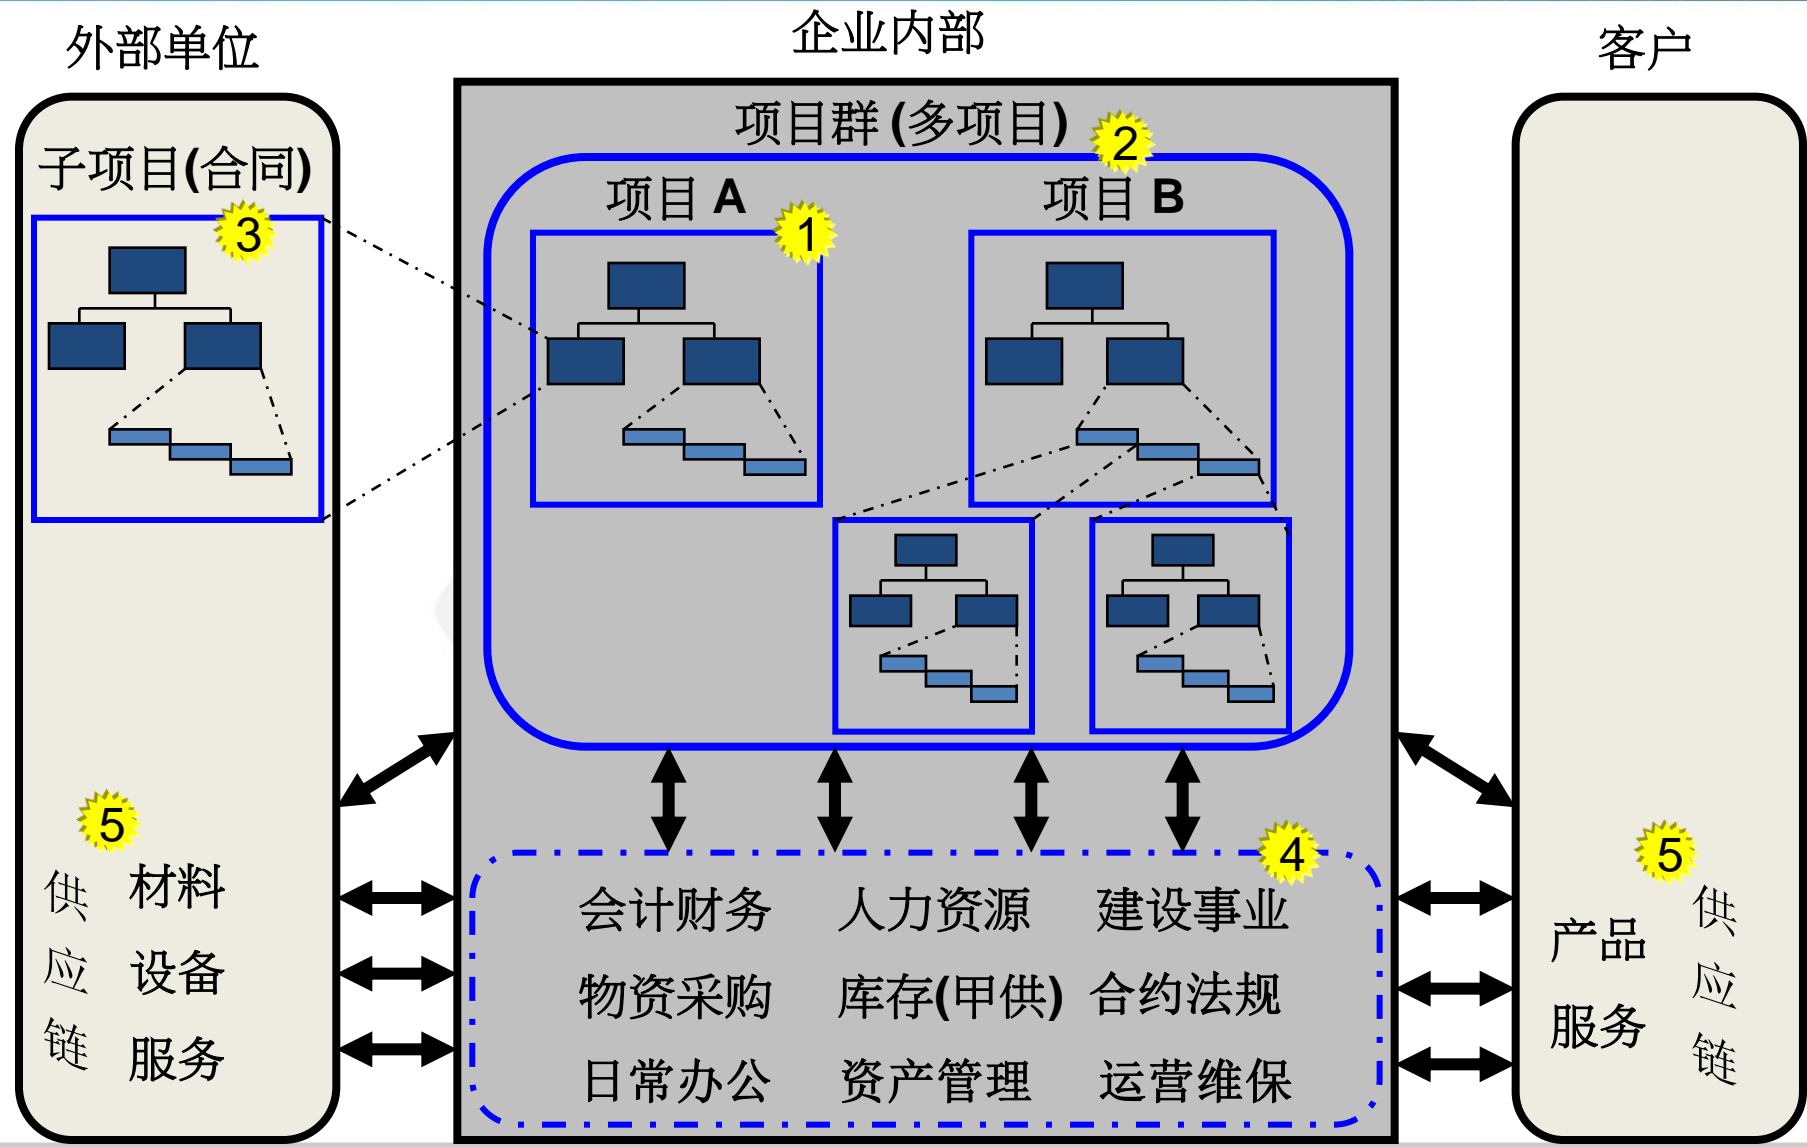 外部单位
企业内部
客户
子项目(合同)
3
项目群 (多项目)
2
项目 A
1
项目 B
5
供应链
材料
设备
服务
4
会计财务 人力资源 建设事业
物资采购 库存(甲供) 合约法规
日常办公 资产管理 运营维保
5
产品
服务
供应链